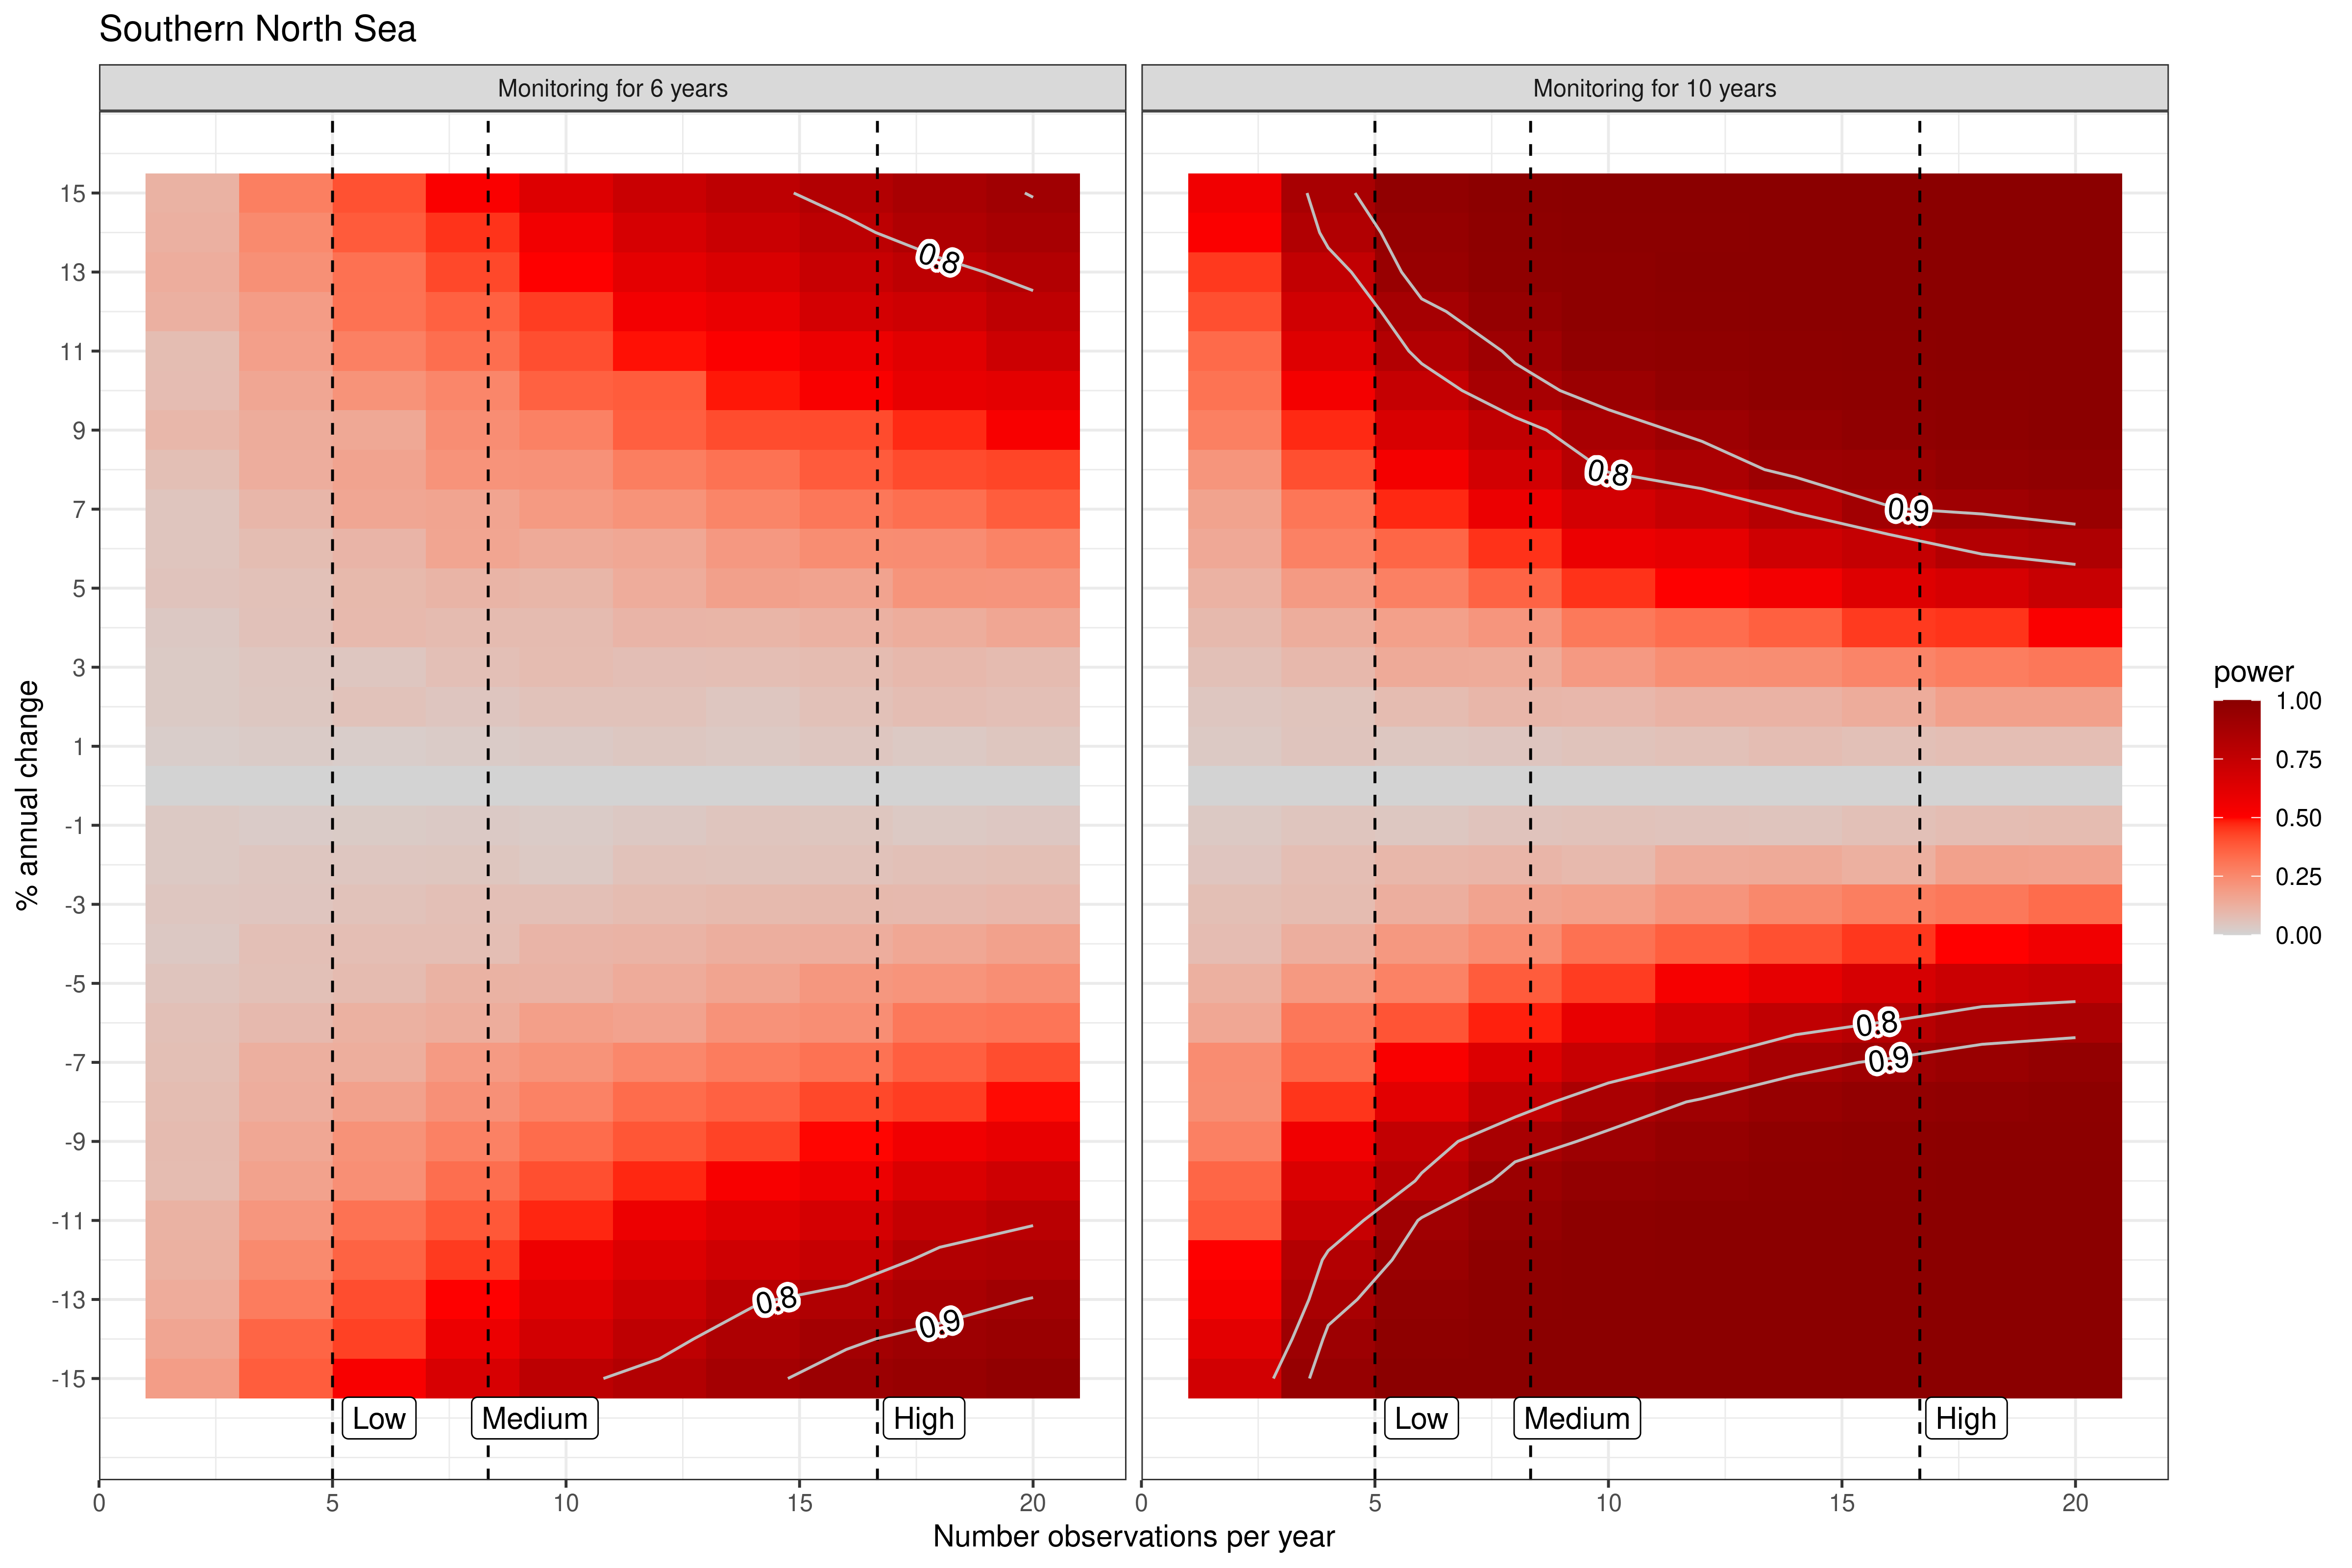 Southern North Sea
Monitoring for 6 years
Monitoring for 10 years
% annual change
15
13
11
9
7
5
3
1
-1
-3
-5
-7
-9
-11
-13
-15
0.8
0.8
0.9
Low
Medium
High
0 5 10 15 20
0.8
0.9
0.8
0.9
Low
Medium
High
0 5 10 15 20
Number observations per year
power
1.00
0.75
0.50
0.25
0.00